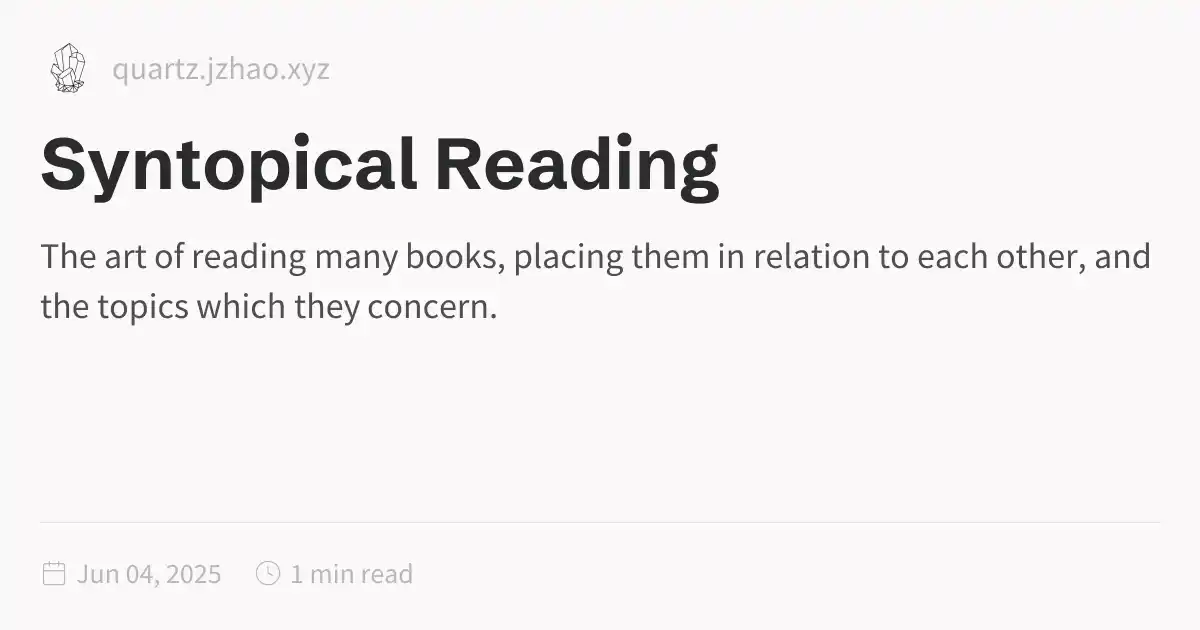 quartz.jzhao.xyz
Syntopical Reading
The art of reading many books, placing them in relation to each other, and
the topics which they concern.
Jun 04, 2025 1 min read